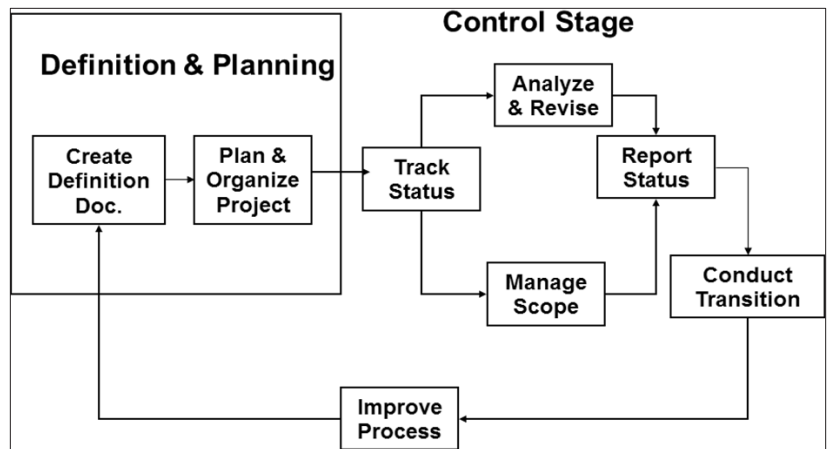 Control Stage
Definition & Planning
Analyze
& Revise
Create
Definition
Doc.
Plan &
Organize
Project
Track
Status
Report
Status
Manage
Scope
Conduct
Transition
Improve
Process